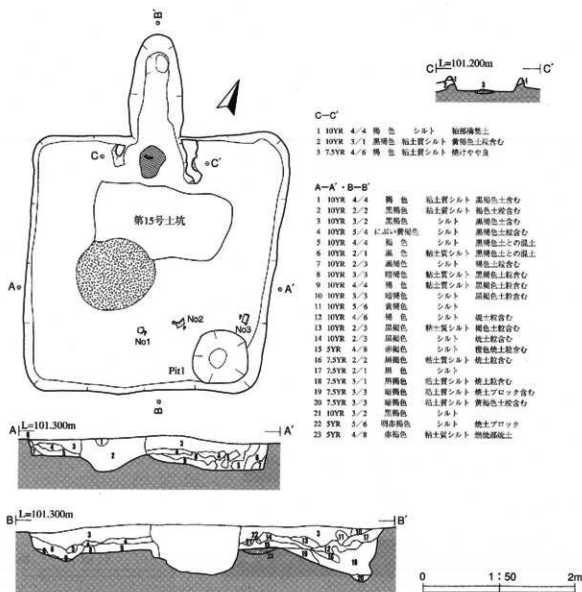 B'
L=101.200m
C C'
1 3 1
C—C'
1 10YR 4/4 褐色 シルト 袖部構築土
2 10YR 3/1 黒褐色 粘土質シルト 黄褐色土粒含む
3 7.5YR 4/6 褐色 粘土質シルト 焼けやや良
C C'
第15号土坑
A A'
No1
No2
No3
Pit1
B
A—A'・B—B'
1 10YR 4/4 褐色 粘土質シルト 黒褐色土含む
2 10YR 2/2 黒褐色 粘土質シルト 褐色土粒含む
3 10YR 3/2 黒褐色 シルト 黒褐色土含む
4 10YR 5/4 にぶい黄褐色 シルト 黒褐色土粒含む
5 10YR 4/4 褐色 シルト 黒褐色土との混土
6 10YR 2/1 黒色 粘土質シルト 黒褐色土との混土
7 10YR 2/3 黒褐色 シルト 褐色土粒含む
8 10YR 3/3 暗褐色 粘土質シルト 黒褐色土粒含む
9 10YR 4/4 褐色 粘土質シルト 黒褐色土粒含む
10 10YR 3/3 暗褐色 シルト 黒褐色土粒含む
11 10YR 5/6 黄褐色 シルト
12 10YR 4/6 褐色 シルト 焼土粒含む
13 10YR 2/3 黒褐色 粘土質シルト 褐色土粒含む
14 10YR 2/3 黒褐色 シルト 焼土粒含む
15 5YR 4/8 赤褐色 シルト 橙色焼土粒含む
16 7.5YR 2/2 黒褐色 粘土質シルト 焼土粒含む
17 7.5YR 2/1 黒色 シルト
18 7.5YR 3/1 黒褐色 粘土質シルト 焼土粒含む
19 7.5YR 3/3 暗褐色 粘土質シルト 焼土ブロック含む
20 7.5YR 3/3 暗褐色 粘土質シルト 黄褐色土粒含む
21 10YR 3/2 黒褐色 シルト
22 5YR 5/6 明赤褐色 シルト 焼土ブロック
23 5YR 4/8 赤褐色 粘土質シルト 燃焼部焼土
A L=101.300m A'
B L=101.300m B'
0 1:50 2m